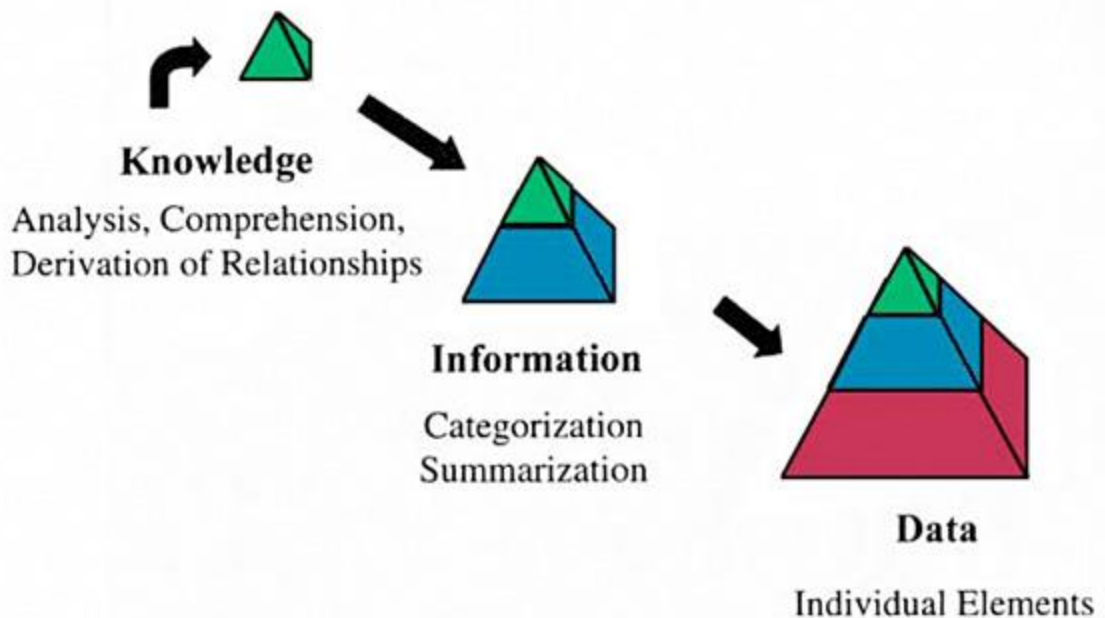 Knowledge
Analysis, Comprehension,
Derivation of Relationships
Information
Categorization
Summarization
Data
Individual Elements